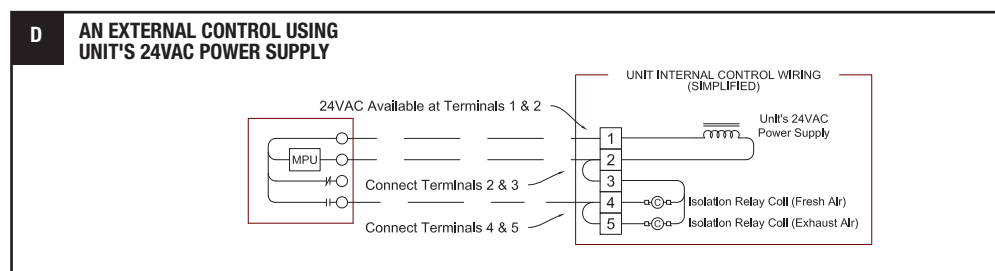 D
AN EXTERNAL CONTROL USING
UNIT'S 24VAC POWER SUPPLY
UNIT INTERNAL CONTROL WIRING
(SIMPLIFIED)
24VAC Available at Terminals 1 & 2
Unit's 24VAC
Power Supply
1
MPU
2
Connect Terminals 2 & 3
3
4
C
Isolation Relay Coil (Fresh Air)
Connect Terminals 4 & 5
5
C
Isolation Relay Coil (Exhaust Air)